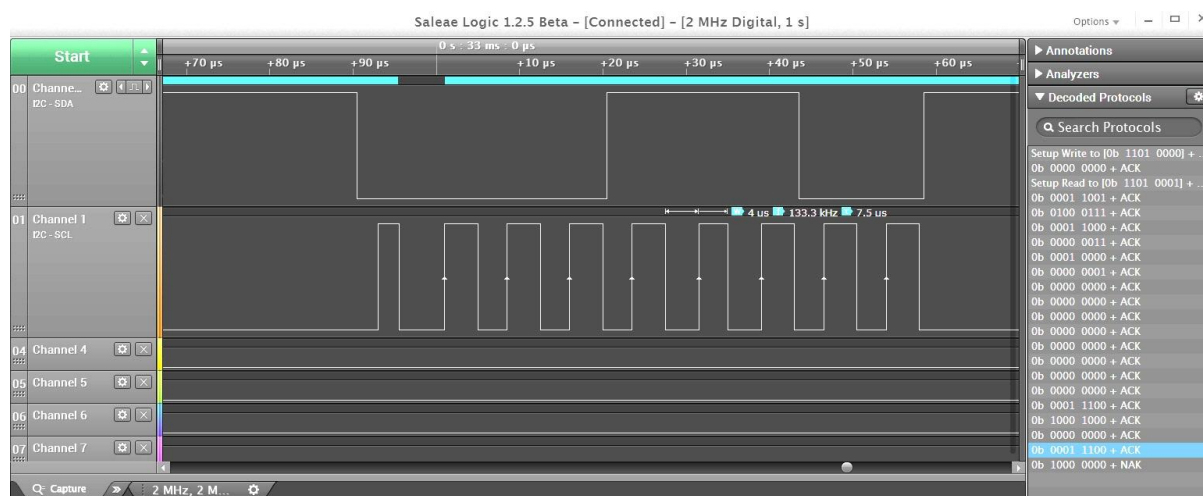 Saleae Logic 1.2.5 Beta – [Connected] – [2 MHz Digital, 1 s]
Options
Start
0 s : 33 ms : 0 µs
+70 µs +80 µs +90 µs +10 µs +20 µs +30 µs +40 µs +50 µs +60 µs
00 Channe...
I2C - SDA
01 Channel 1
I2C - SCL
4 us 133.3 kHz 7.5 us
04 Channel 4
05 Channel 5
06 Channel 6
07 Channel 7
Capture
2 MHz, 2 M...
Annotations
Analyzers
Decoded Protocols
Search Protocols
Setup Write to [0b 1101 0000] + ..
0b 0000 0000 + ACK
Setup Read to [0b 1101 0001] + ..
0b 0001 1001 + ACK
0b 0100 0111 + ACK
0b 0001 1000 + ACK
0b 0000 0011 + ACK
0b 0001 0000 + ACK
0b 0000 0001 + ACK
0b 0000 0000 + ACK
0b 0000 0000 + ACK
0b 0000 0000 + ACK
0b 0000 0000 + ACK
0b 0000 0000 + ACK
0b 0000 0000 + ACK
0b 0000 0000 + ACK
0b 0000 0000 + ACK
0b 0001 1100 + ACK
0b 1000 1000 + ACK
0b 0000 0000 + ACK
0b 0001 1100 + ACK
0b 1000 0000 + NAK